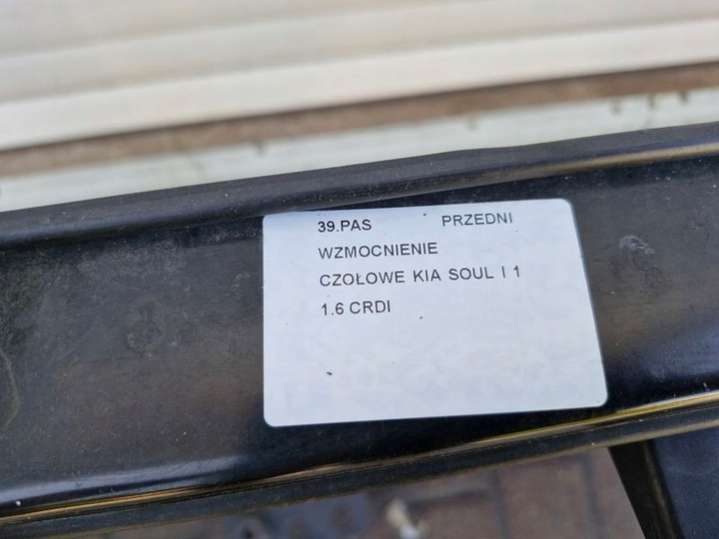 39.PAS PRZEDNI
WZMOCNIENIE
CZOŁOWE KIA SOUL I 1
1.6 CRDI